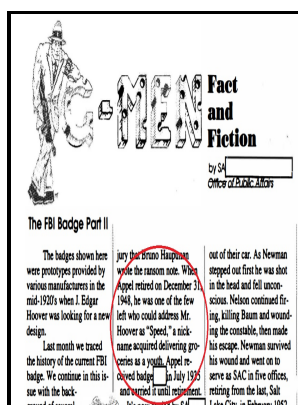 G-MEN
Fact
and
Fiction
by SA
Office of Public Affairs
The FBI Badge Part II
The badges shown here
were prototypes provided by
various manufacturers in the
mid-1920's when J. Edgar
Hoover was looking for a new
design.
Last month we traced
the history of the current FBI
badge. We continue in this is-
sue with the back-
jury that Bruno Hauptman
wrote the ransom note. When
Appel retired on December 31,
1948, he was one of the few
left who could address Mr.
Hoover as "Speed," a nick-
name acquired delivering gro-
ceries as a youth. Appel re-
ceived badge in July 1935
and carried it until retirement.
out of their car. As Newman
stepped out first he was shot
in the head and fell uncon-
scious. Nelson continued fir-
ing, killing Baum and wound-
ing the constable, then made
his escape. Newman survived
his wound and went on to
serve as SAC in five offices,
retiring from the last, Salt